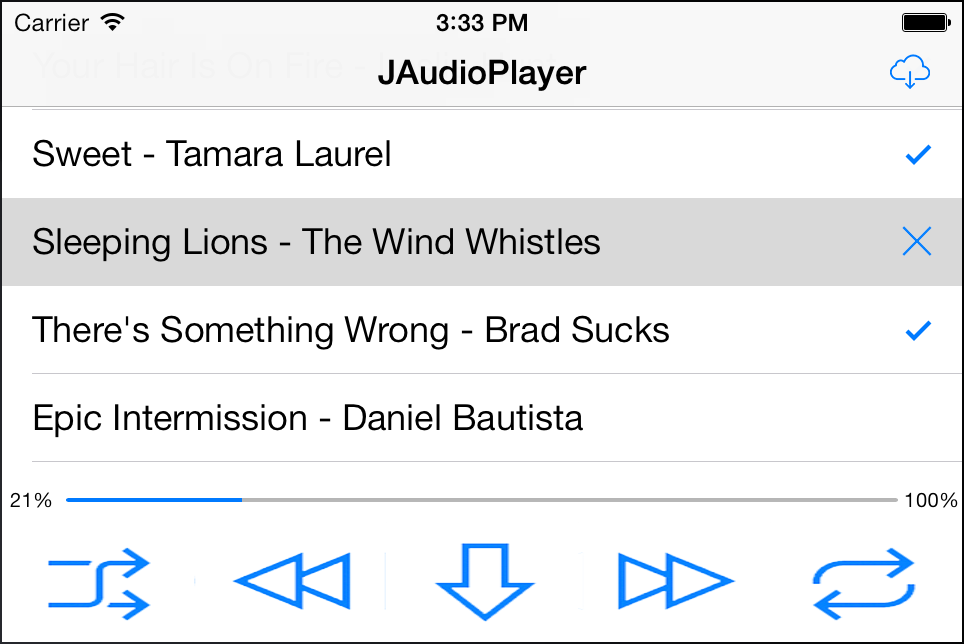 Carrier 3:33 PM
Your Hair Is On Fire -
JAudioPlayer
Sweet - Tamara Laurel
Sleeping Lions - The Wind Whistles
There's Something Wrong - Brad Sucks
Epic Intermission - Daniel Bautista
21% 100%